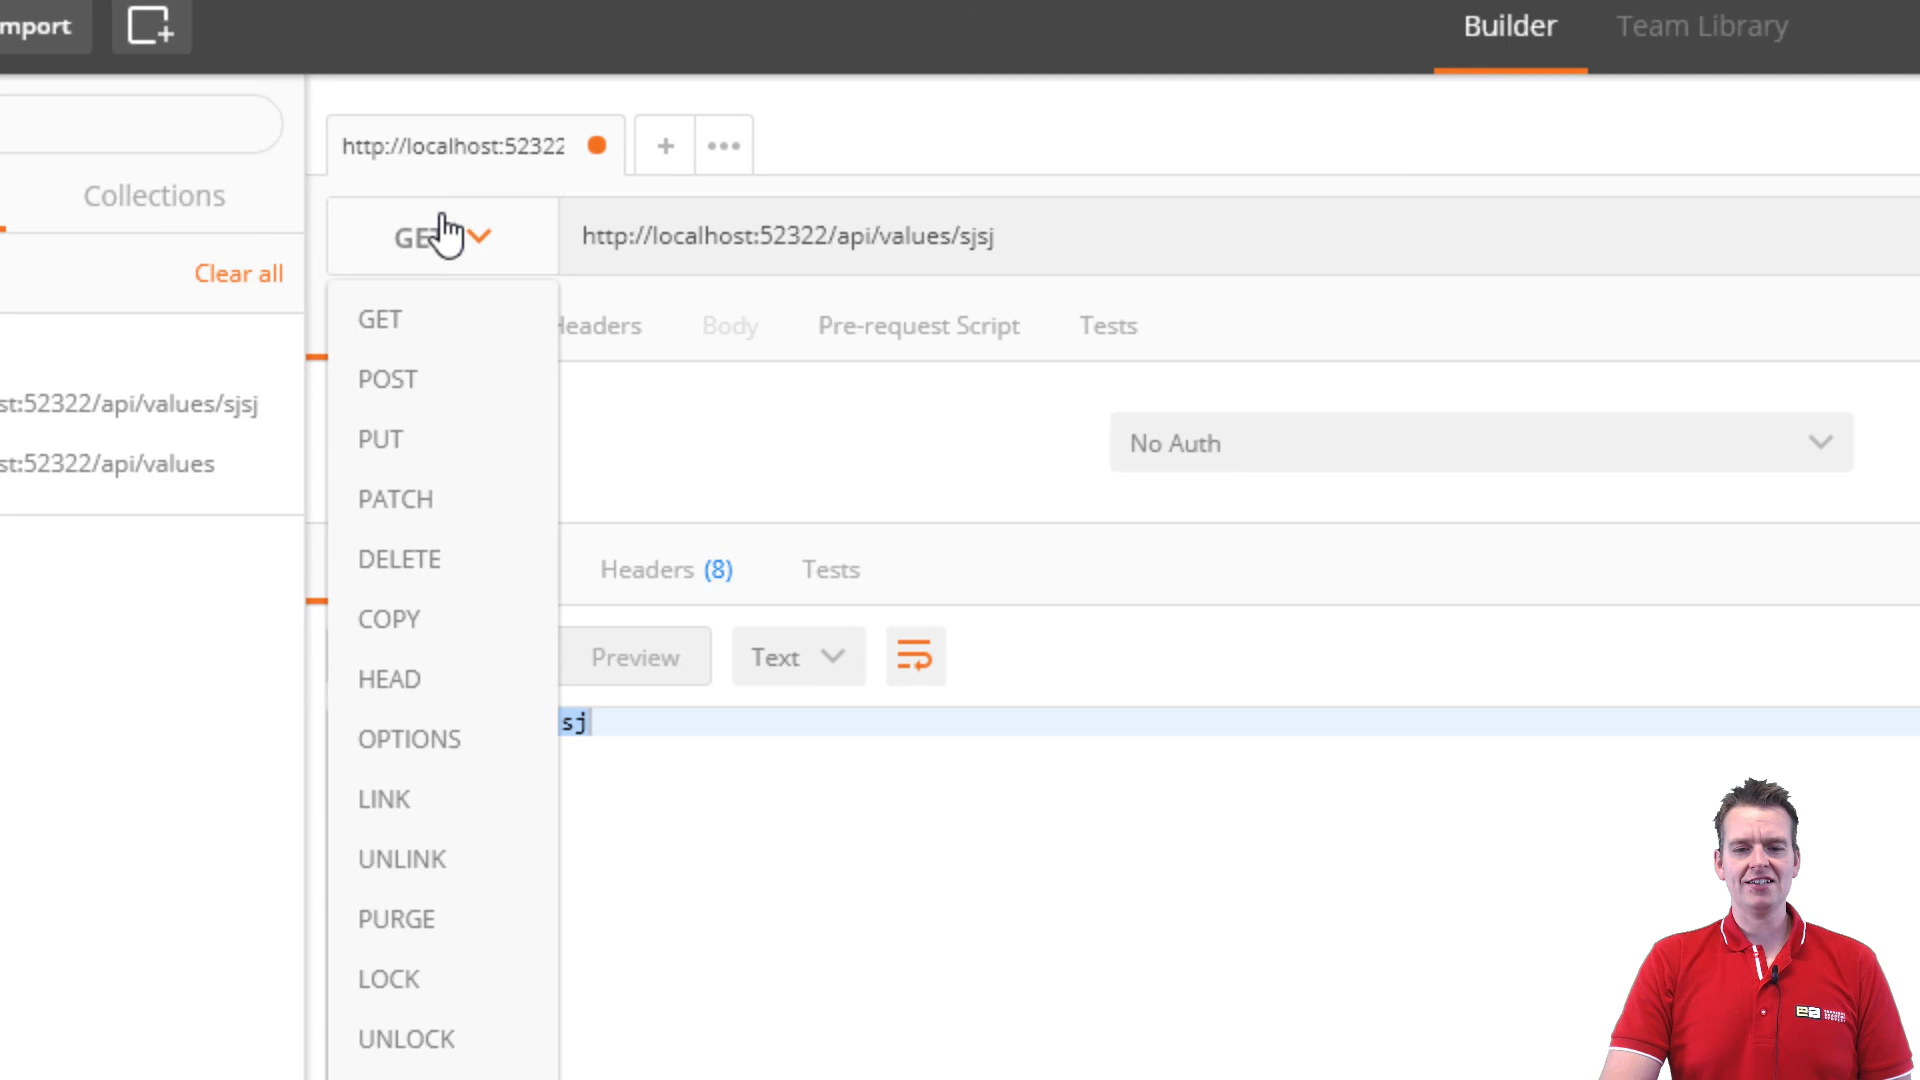 mport
Builder
Team Library
http://localhost:52322
Collections
GET
http://localhost:52322/api/values/sjsj
Clear all
GET
Headers
Body
Pre-request Script
Tests
POST
st:52322/api/values/sjsj
PUT
No Auth
st:52322/api/values
PATCH
DELETE
Headers (8)
Tests
COPY
Preview
Text
HEAD
sj
OPTIONS
LINK
UNLINK
PURGE
LOCK
UNLOCK